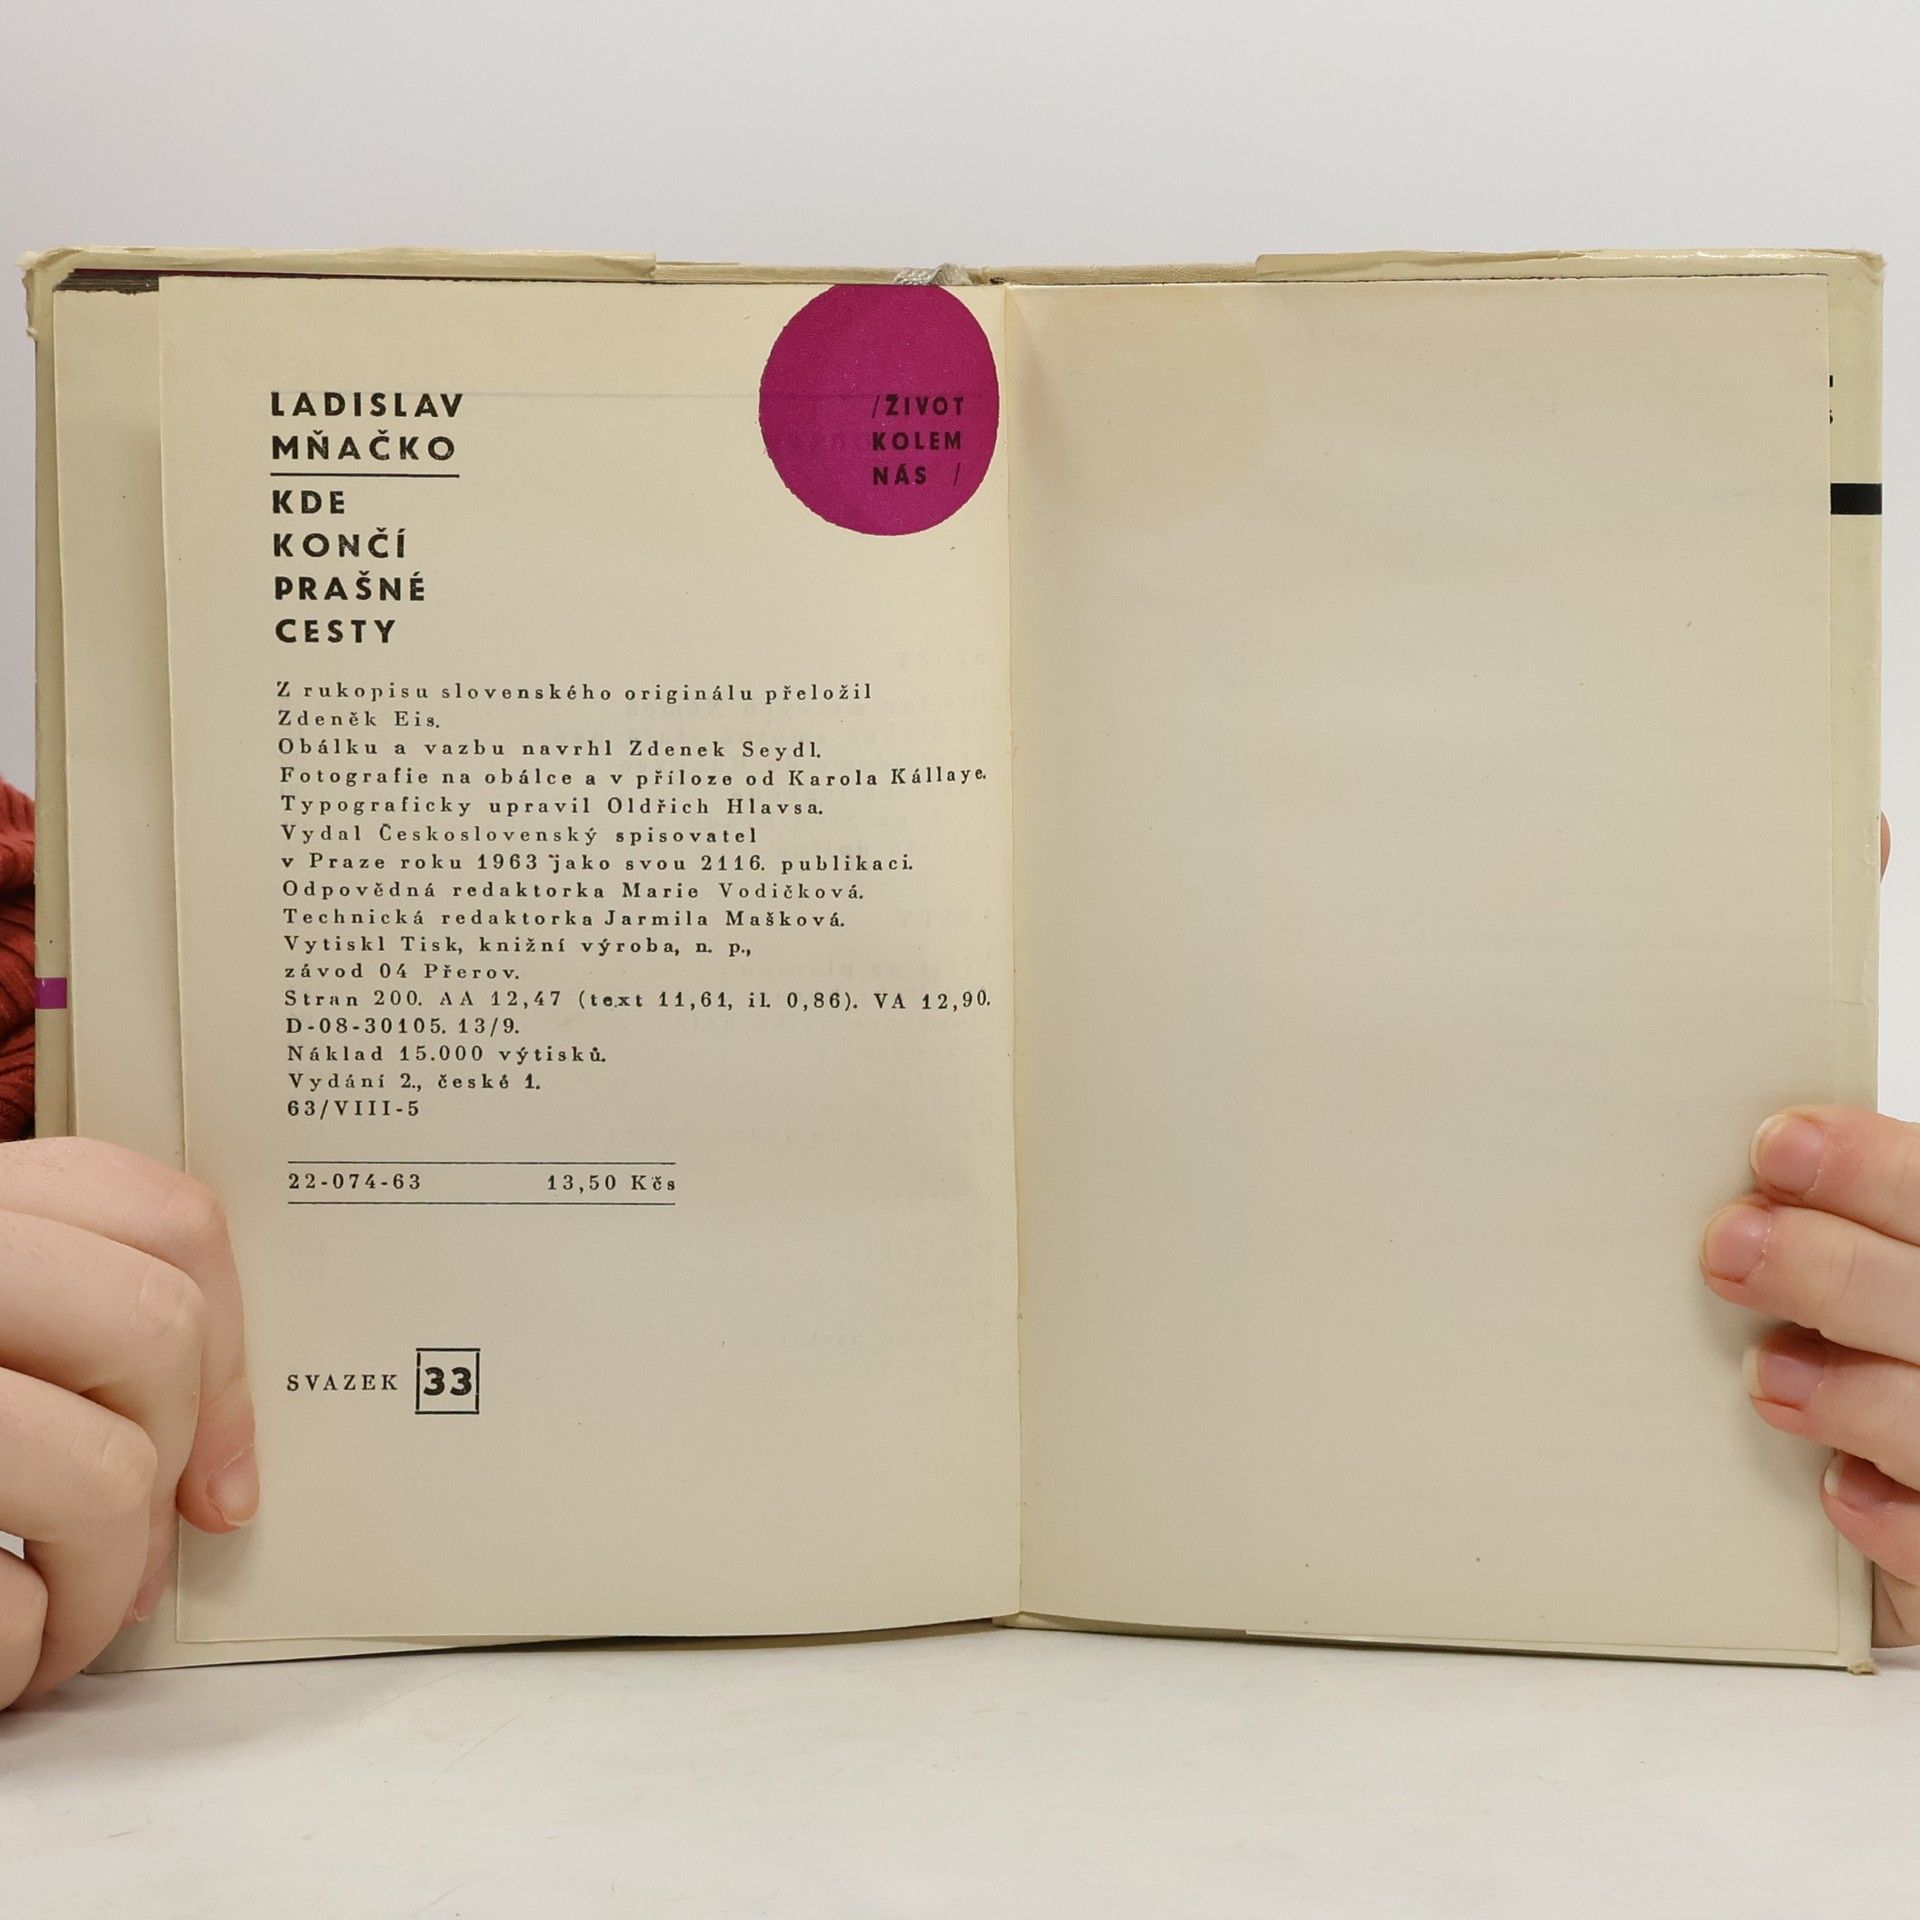 LADISLAV
MŇAČKO
KDE
KONČÍ
PRAŠNÉ
CESTY
/ŽIVOT
KOLEM
NÁS /
Z rukopisu slovenského originálu přeložil
Zdeněk Eis.
Obálku a vazbu navrhl Zdenek Seydl.
Fotografie na obálce a v příloze od Karola Kállaye.
Typograficky upravil Oldřich Hlavsa.
Vydal Československý spisovatel
v Praze roku 1963 jako svou 2116. publikaci.
Odpovědná redaktorka Marie Vodičková.
Technická redaktorka Jarmila Mašková.
Vytiskl Tisk, knižní výroba, n. p.,
závod 04 Přerov.
Stran 200. AA 12,47 (text 11,61, il. 0,86). VA 12,90.
D-08-30105. 13/9.
Náklad 15.000 výtisků.
Vydání 2., české 1.
63/VIII-5
22-074-63 13,50 Kčs
SVAZEK 33